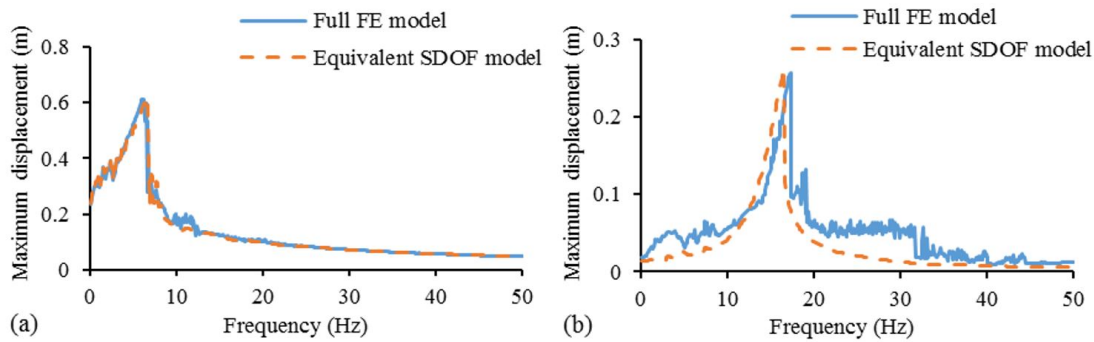 Full FE model
Equivalent SDOF model
Maximum displacement (m)
0.8
0.6
0.4
0.2
0
0 10 20 30 40 50
Frequency (Hz)
(a)
Full FE model
Equivalent SDOF model
Maximum displacement (m)
0.3
0.2
0.1
0
0 10 20 30 40 50
Frequency (Hz)
(b)